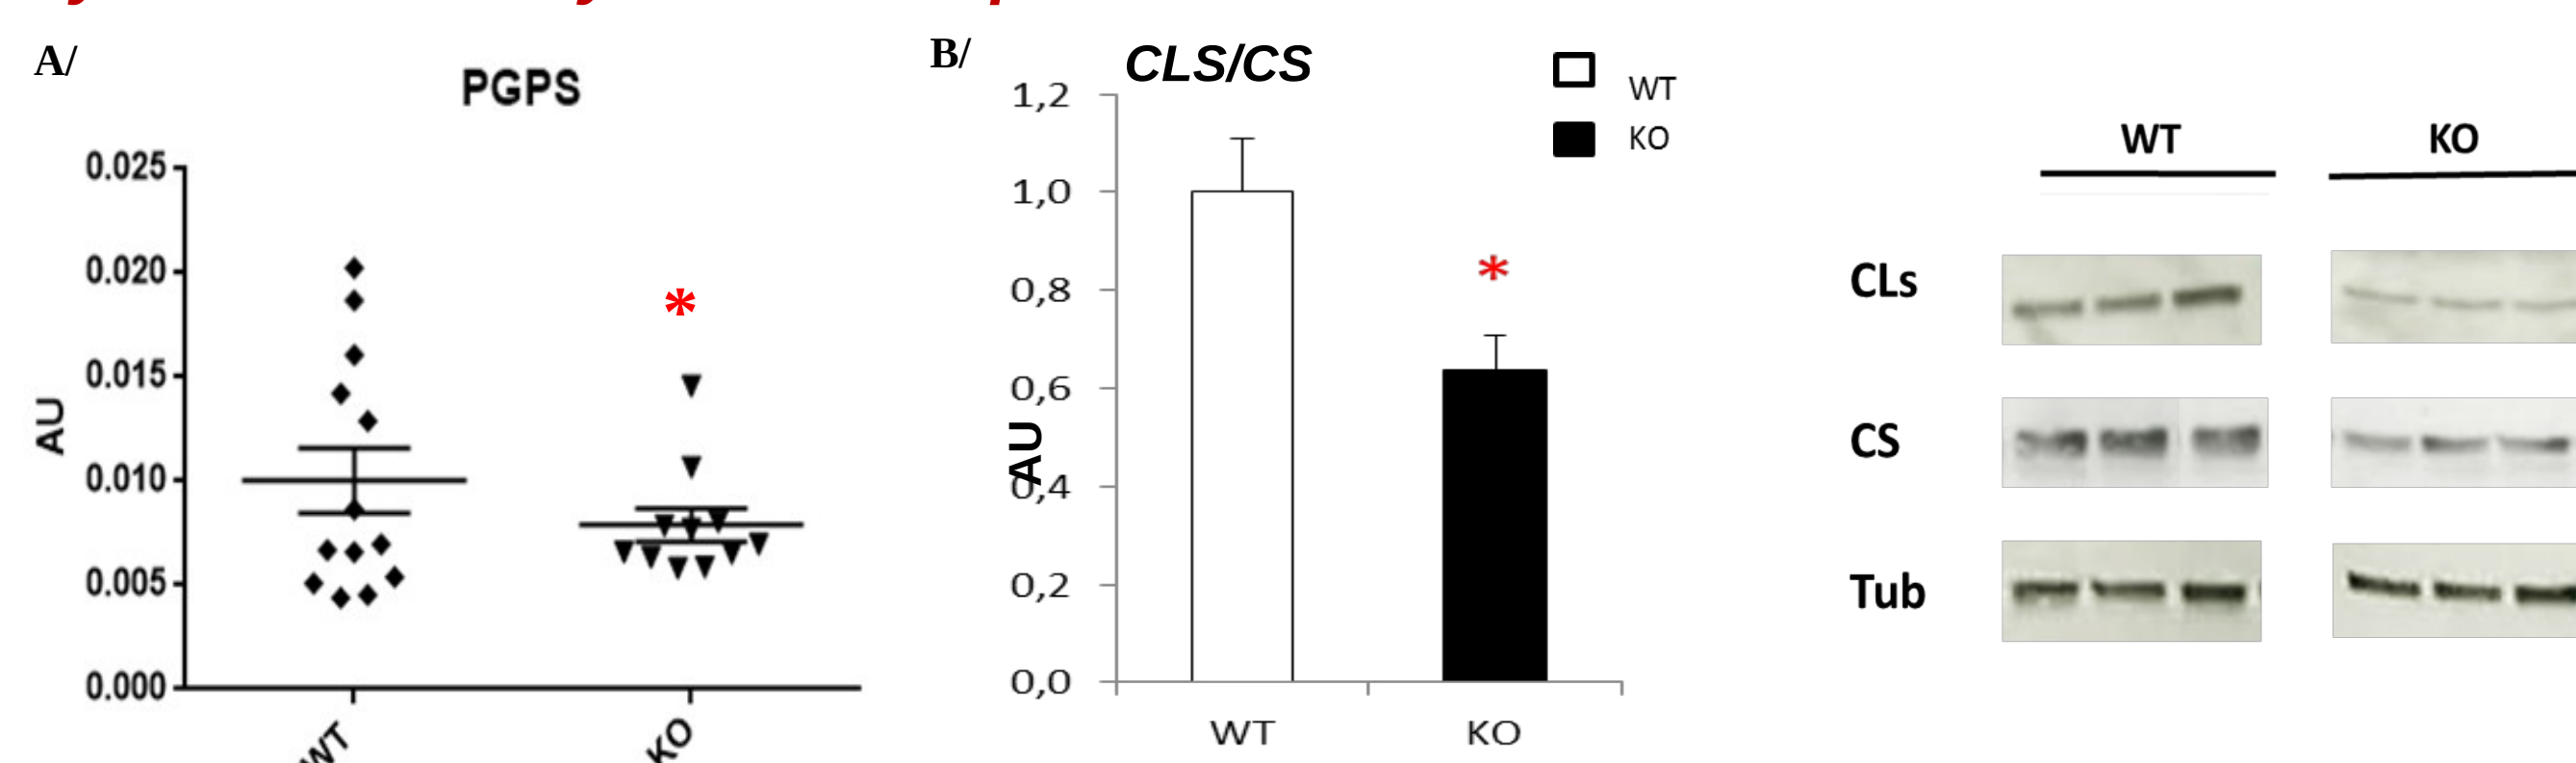 A/
PGPS
0.025
0.020
0.015
0.010
0.005
0.000
AU
WT
KO
*
B/
CLS/CS
1,2
1,0
0,8
0,6
0,4
0,2
0,0
AU
WT
KO
*
WT
KO
WT
KO
CLs
CS
Tub